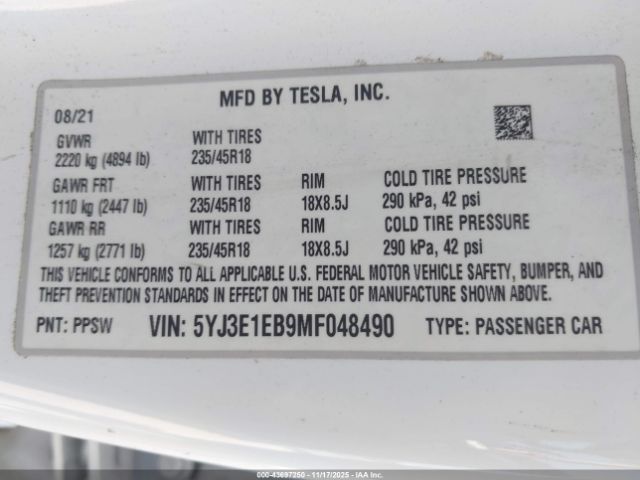 MFD BY TESLA, INC.
08/21
GVWR WITH TIRES
2220 kg (4894 lb) 235/45R18
GAWR FRT WITH TIRES RIM COLD TIRE PRESSURE
1110 kg (2447 lb) 235/45R18 18X8.5J 290 kPa, 42 psi
GAWR RR WITH TIRES RIM COLD TIRE PRESSURE
1257 kg (2771 lb) 235/45R18 18X8.5J 290 kPa, 42 psi
THIS VEHICLE CONFORMS TO ALL APPLICABLE U.S. FEDERAL MOTOR VEHICLE SAFETY, BUMPER, AND
THEFT PREVENTION STANDARDS IN EFFECT ON THE DATE OF MANUFACTURE SHOWN ABOVE.
PNT: PPSW VIN: 5YJ3E1EB9MF048490 TYPE: PASSENGER CAR
© IAA-43697250 - 11/17/2025 - IAAI.COM